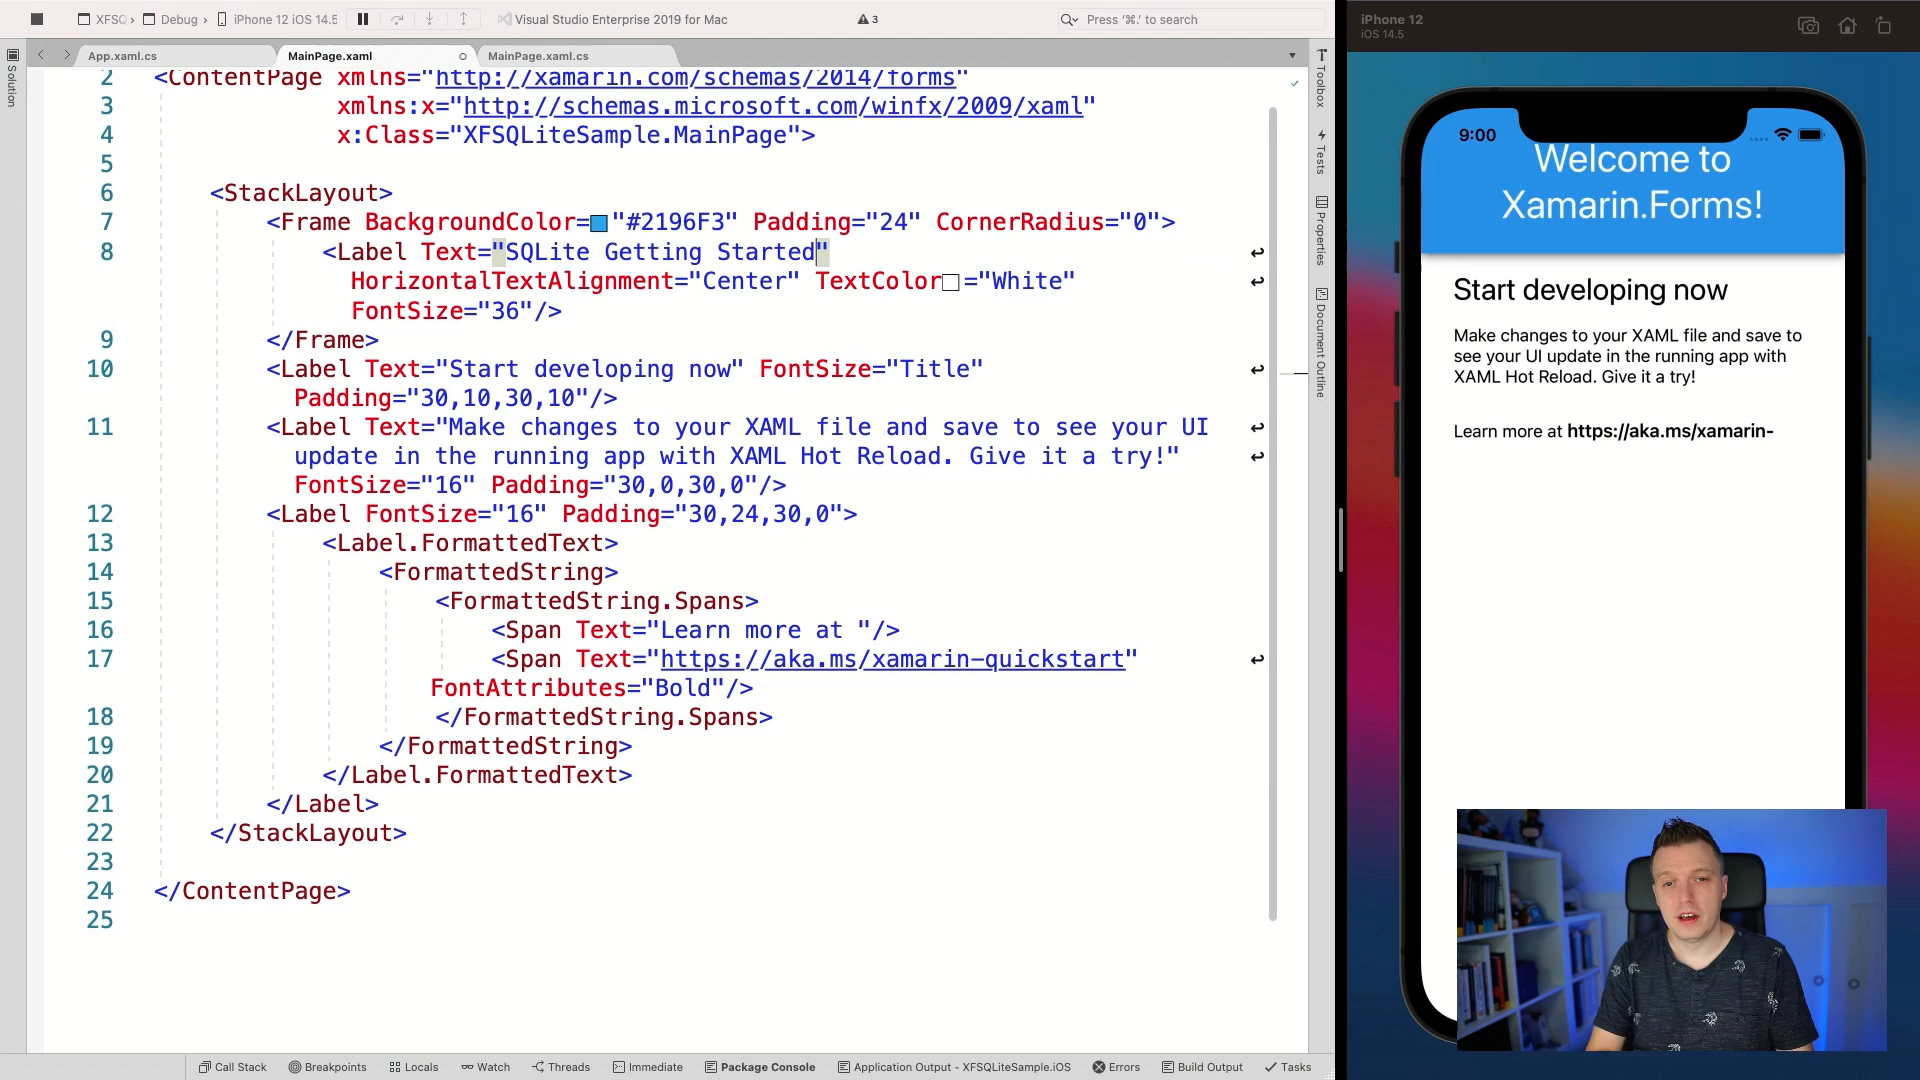 XFSQ › Debug › iPhone 12 iOS 14.5
Visual Studio Enterprise 2019 for Mac
3
Press ‘⌘.’ to search
App.xaml.cs
MainPage.xaml
MainPage.xaml.cs
Solution
2 <ContentPage xmlns="http://xamarin.com/schemas/2014/forms"
3 xmlns:x="http://schemas.microsoft.com/winfx/2009/xaml"
4 x:Class="XFSQLiteSample.MainPage">
5
6 <StackLayout>
7 <Frame BackgroundColor="#2196F3" Padding="24" CornerRadius="0">
8 <Label Text="SQLite Getting Started"
HorizontalTextAlignment="Center" TextColor="White"
FontSize="36"/>
9 </Frame>
10 <Label Text="Start developing now" FontSize="Title"
Padding="30,10,30,10"/>
11 <Label Text="Make changes to your XAML file and save to see your UI
update in the running app with XAML Hot Reload. Give it a try!"
FontSize="16" Padding="30,0,30,0"/>
12 <Label FontSize="16" Padding="30,24,30,0">
13 <Label.FormattedText>
14 <FormattedString>
15 <FormattedString.Spans>
16 <Span Text="Learn more at "/>
17 <Span Text="https://aka.ms/xamarin-quickstart"
FontAttributes="Bold"/>
18 </FormattedString.Spans>
19 </FormattedString>
20 </Label.FormattedText>
21 </Label>
22 </StackLayout>
23
24 </ContentPage>
25
Toolbox
Tests
Properties
Document Outline
Call Stack
Breakpoints
Locals
Watch
Threads
Immediate
Package Console
Application Output - XFSQLiteSample.iOS
Errors
Build Output
Tasks
iPhone 12
iOS 14.5
9:00
Welcome to
Xamarin.Forms!
Start developing now
Make changes to your XAML file and save to
see your UI update in the running app with
XAML Hot Reload. Give it a try!
Learn more at https://aka.ms/xamarin-